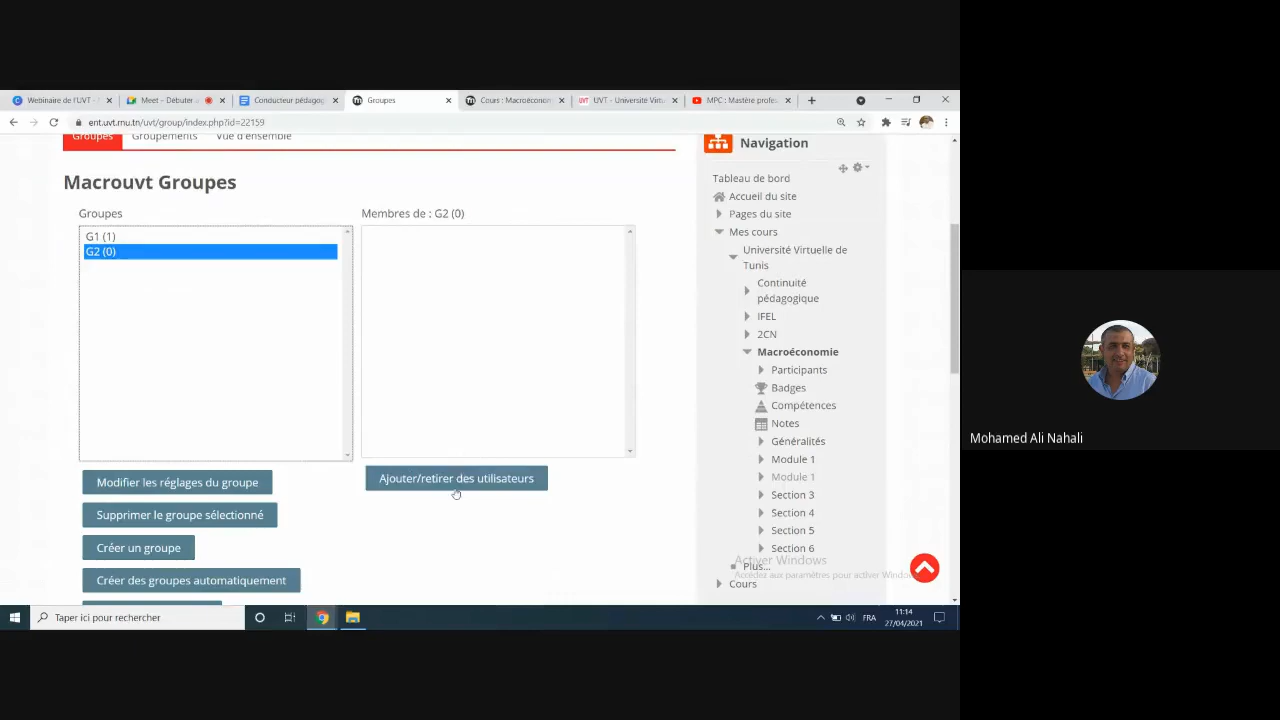 Webinaire de l'UVT -
Meet – Débuter
Conducteur pédagog
Groupes
Cours : Macroéconom
UVT – Université Virtu
MPC : Mastère profes
ent.uvt.rnu.tn/uvt/group/index.php?id=22159
Groupes
Groupements
Vue d'ensemble
Macrouvt Groupes
Groupes
G1 (1)
G2 (0)
Membres de : G2 (0)
Ajouter/retirer des utilisateurs
Modifier les réglages du groupe
Supprimer le groupe sélectionné
Créer un groupe
Créer des groupes automatiquement
Navigation
Tableau de bord
Accueil du site
Pages du site
Mes cours
Université Virtuelle de
Tunis
Continuité
pédagogique
IFEL
2CN
Macroéconomie
Participants
Badges
Compétences
Notes
Généralités
Module 1
Module 1
Section 3
Section 4
Section 5
Section 6
Plus...
Cours
Activer Windows
Accédez aux paramètres pour activer Windows
Mohamed Ali Nahali
Taper ici pour rechercher
FRA
11:14
27/04/2021